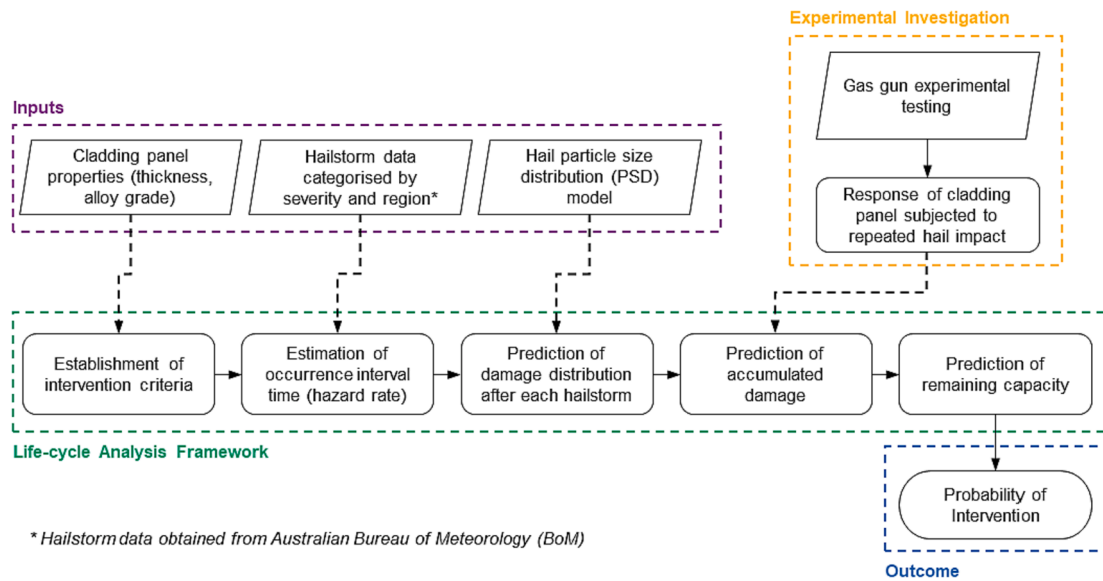 Experimental Investigation
Gas gun experimental
testing
Inputs
Cladding panel
properties (thickness,
alloy grade)
Hailstorm data
categorised by
severity and region*
Hail particle size
distribution (PSD)
model
Response of cladding
panel subjected to
repeated hail impact
Establishment of
intervention criteria
Estimation of
occurrence interval
time (hazard rate)
Prediction of
damage distribution
after each hailstorm
Prediction of
accumulated
damage
Prediction of
remaining capacity
Life-cycle Analysis Framework
Probability of
Intervention
* Hailstorm data obtained from Australian Bureau of Meteorology (BoM)
Outcome